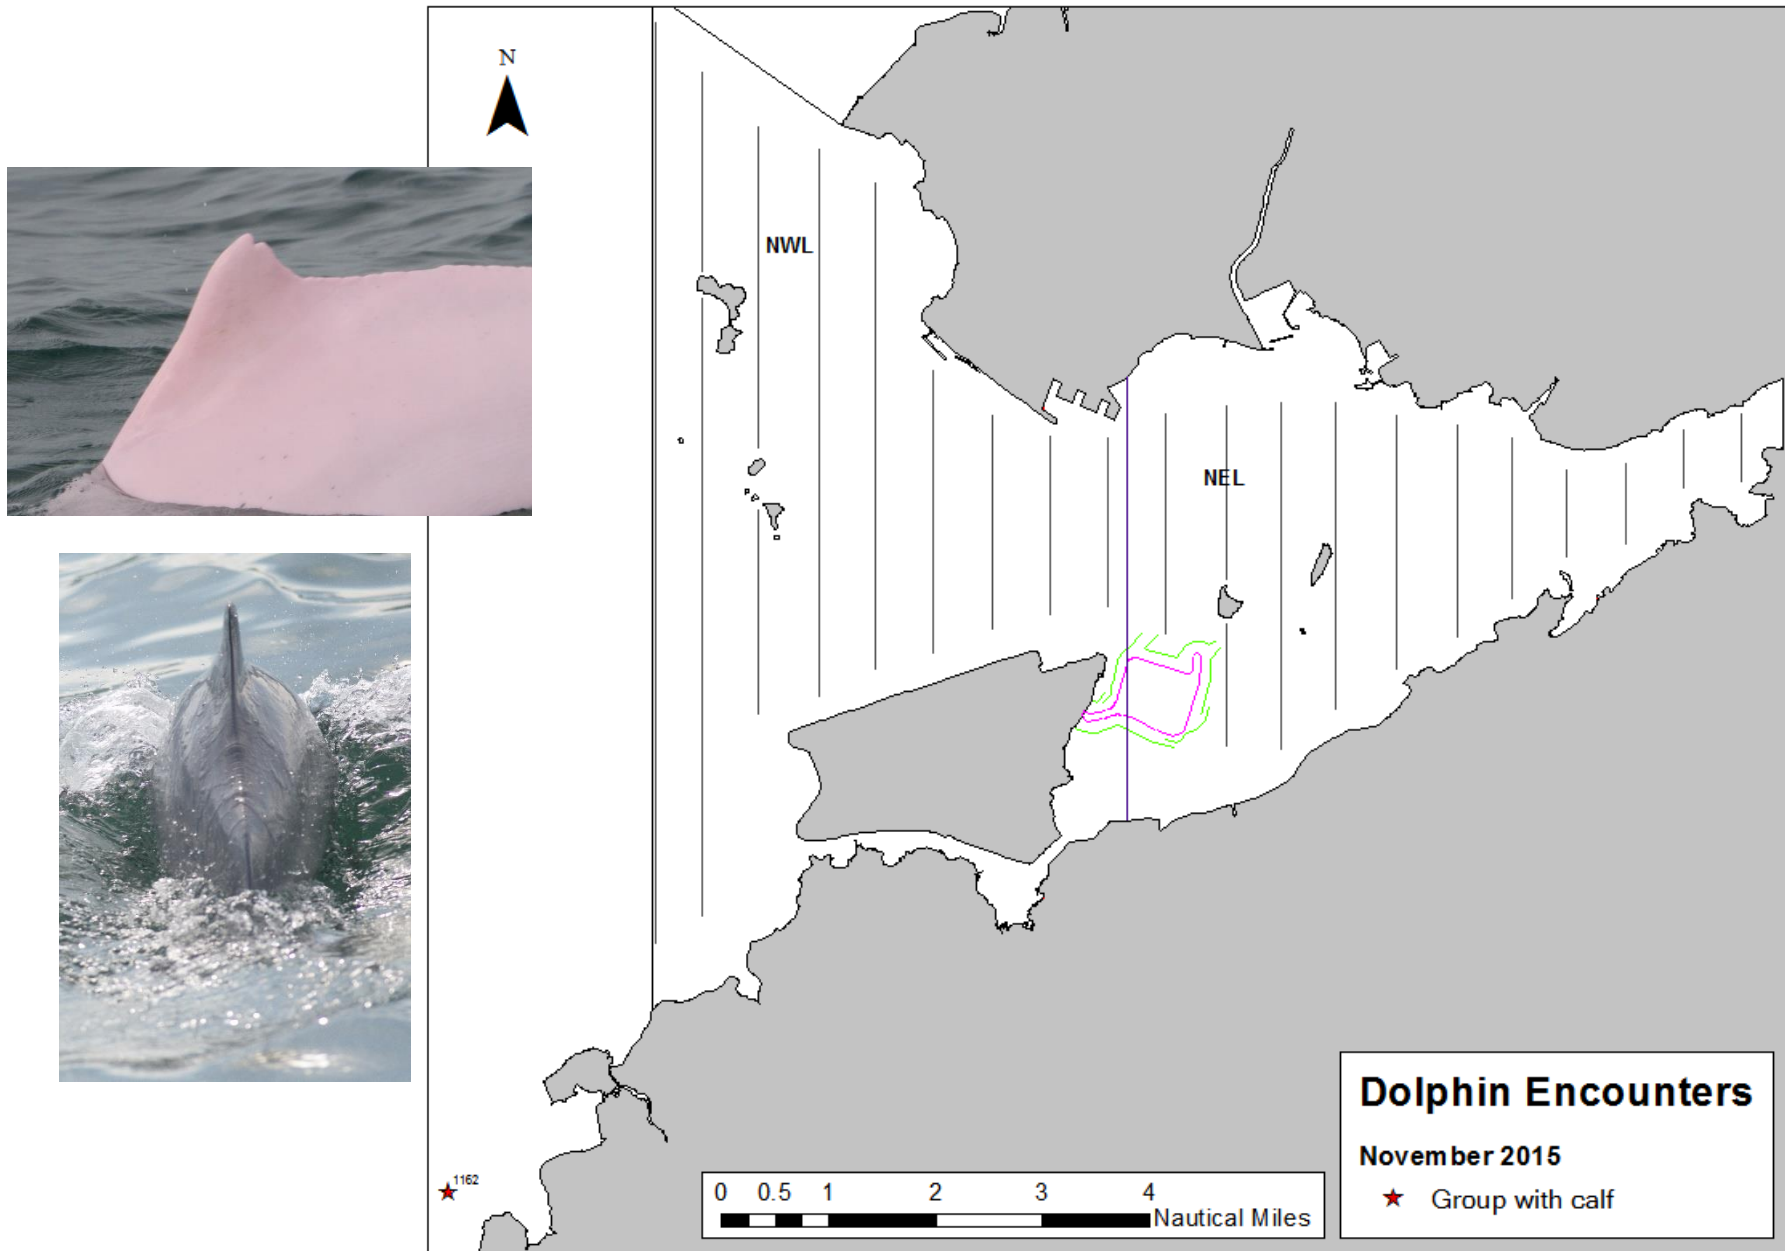 N
NWL
NEL
1162
0 0.5 1 2 3 4
Nautical Miles
Dolphin Encounters
November 2015
Group with calf